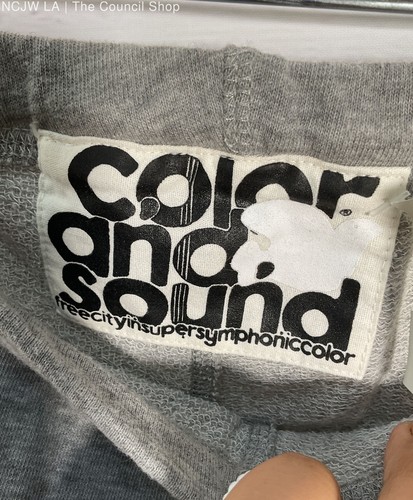 NCJW LA | The Council Shop
color
and
sound
®
freecityinsupersymphoniccolor